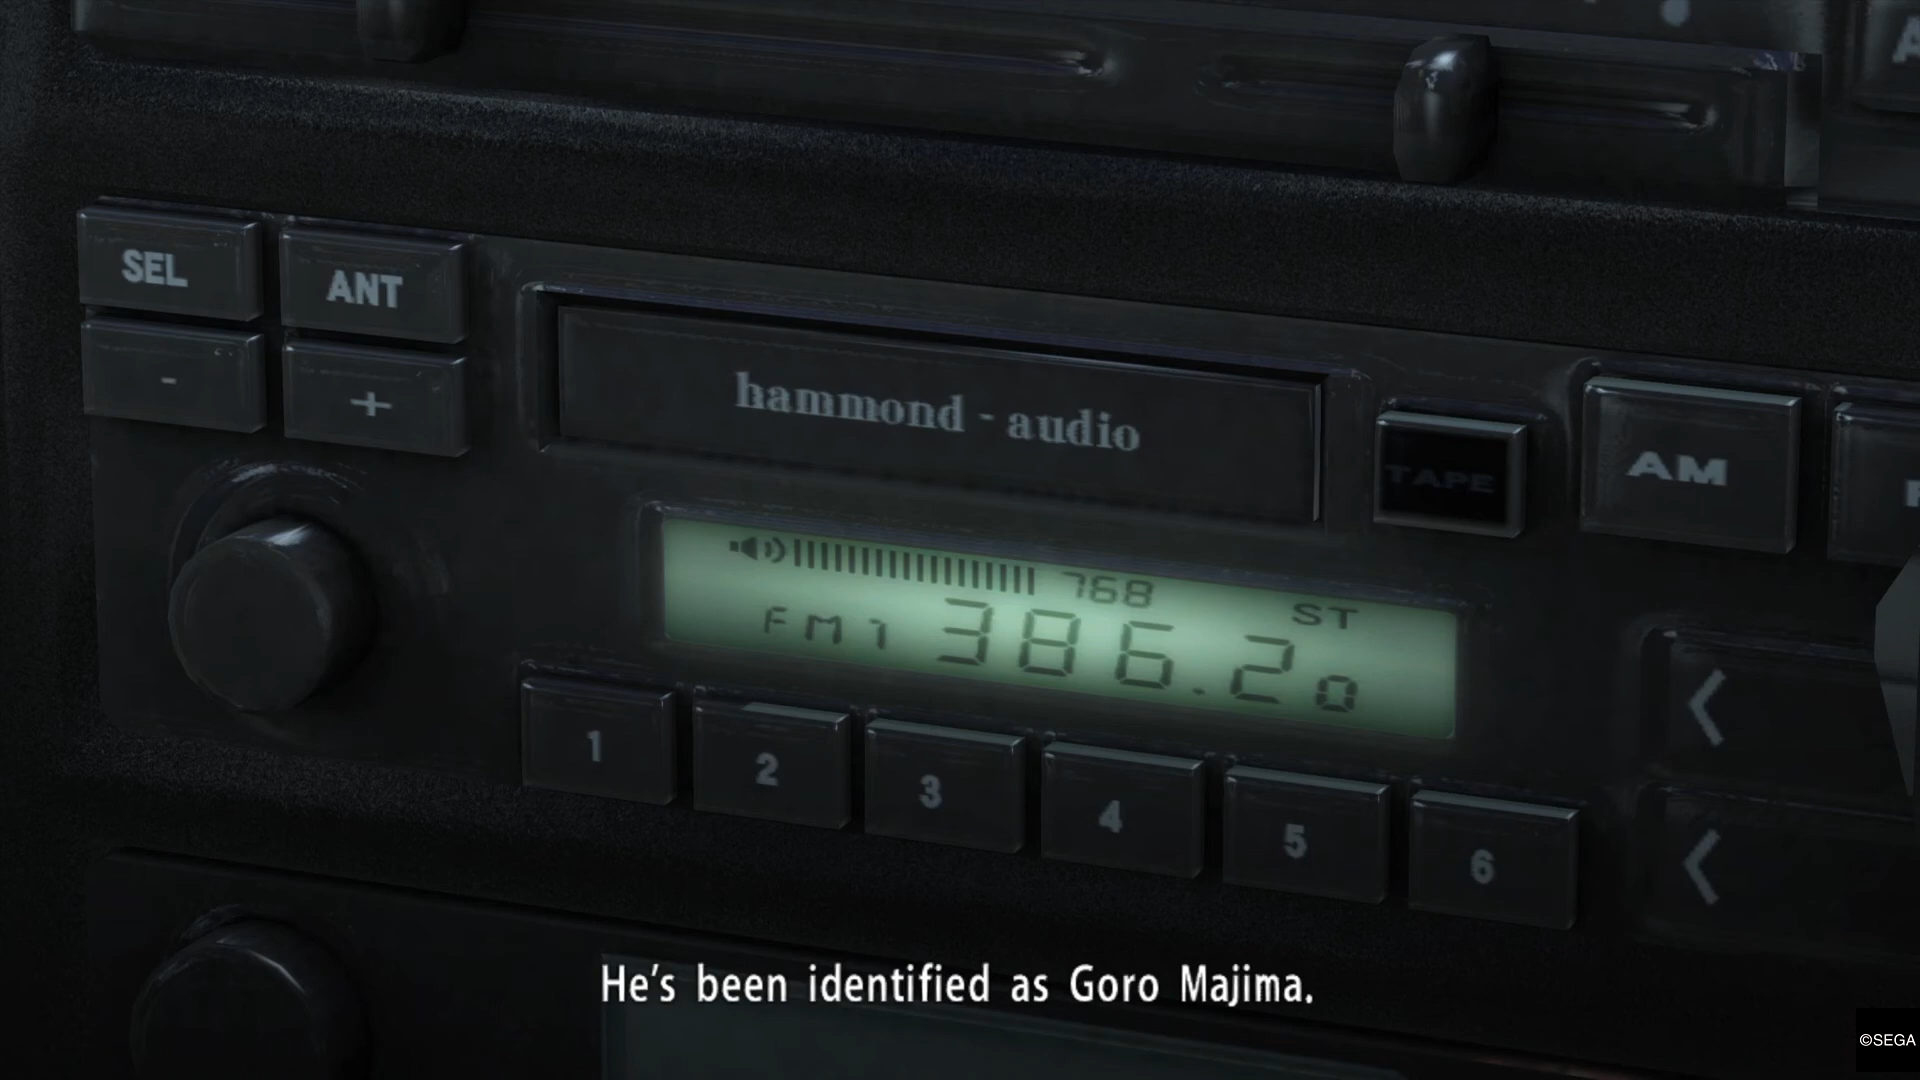 SEL
ANT
-
+
hammond - audio
TAPE
AM
768
ST
FM1 386.20
1
2
3
4
5
6
He's been identified as Goro Majima.
©SEGA